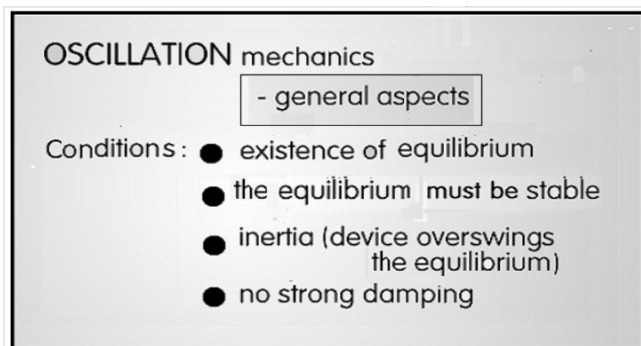 OSCILLATION mechanics
- general aspects
Conditions : ● existence of equilibrium
● the equilibrium must be stable
● inertia (device overswings
the equilibrium)
● no strong damping